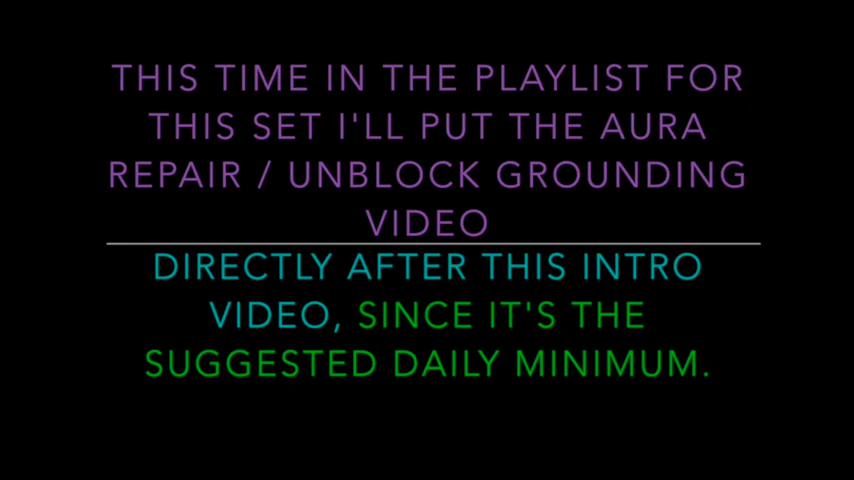 THIS TIME IN THE PLAYLIST FOR
THIS SET I'LL PUT THE AURA
REPAIR / UNBLOCK GROUNDING
VIDEO
DIRECTLY AFTER THIS INTRO
VIDEO, SINCE IT'S THE
SUGGESTED DAILY MINIMUM.